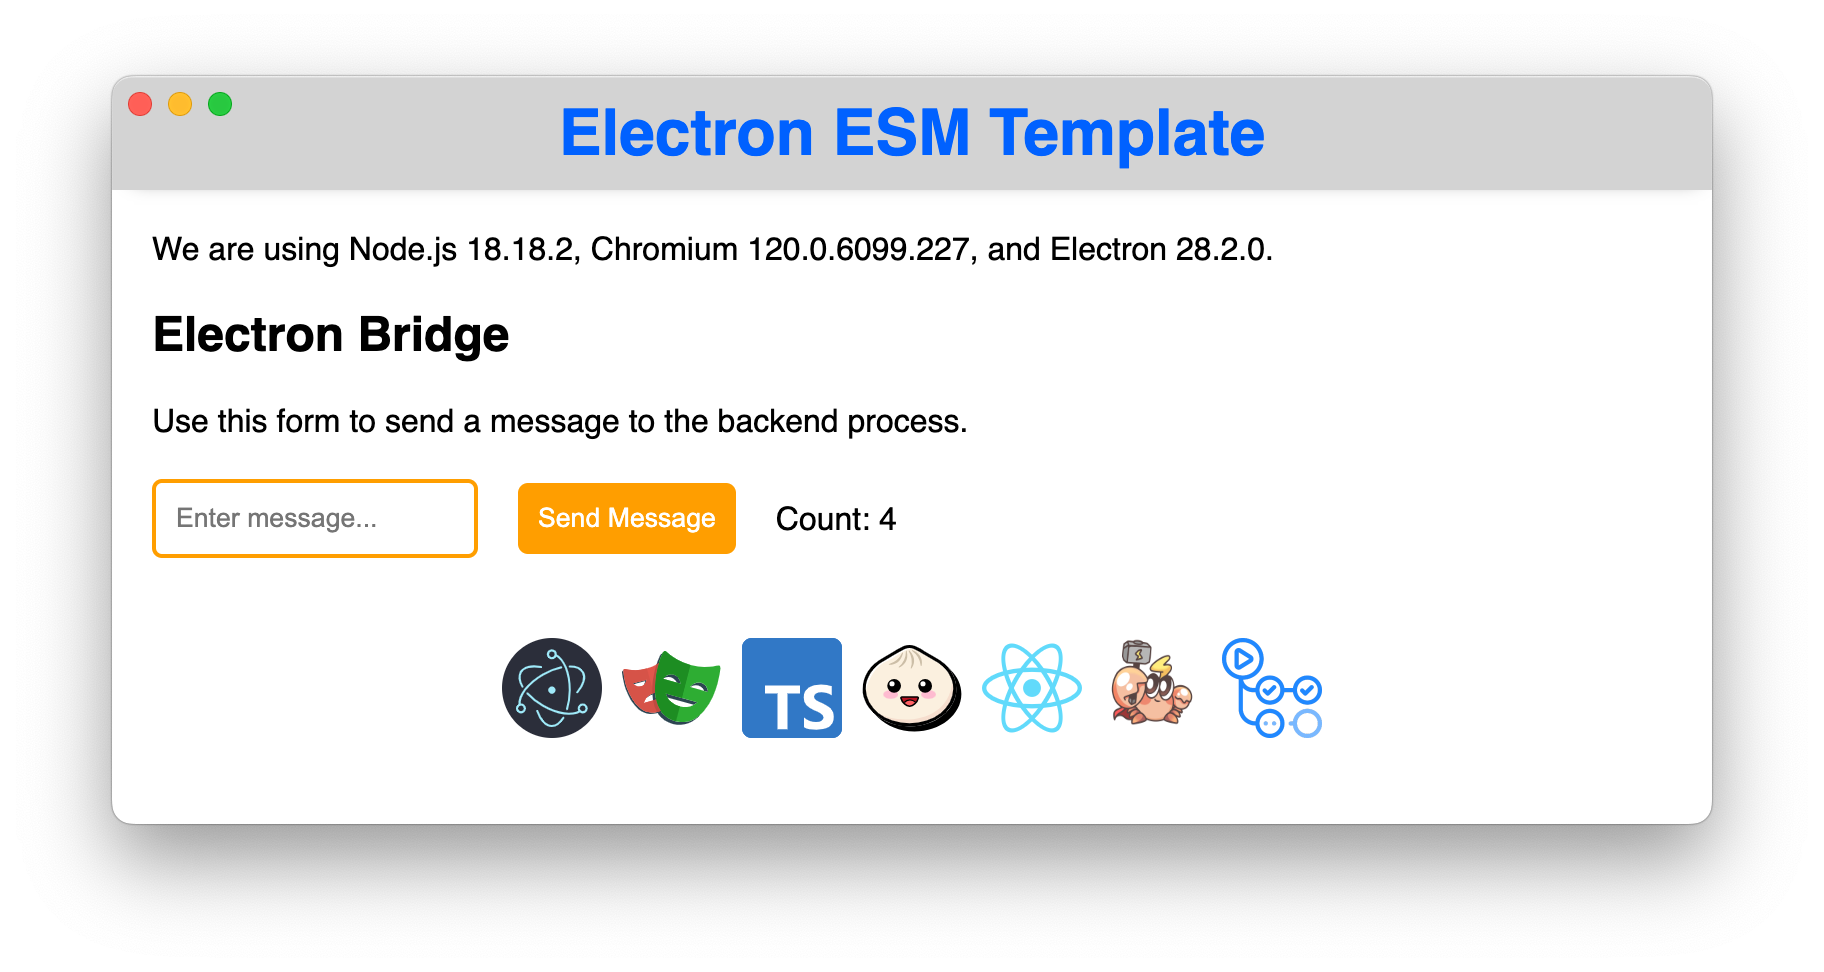 Electron ESM Template
We are using Node.js 18.18.2, Chromium 120.0.6099.227, and Electron 28.2.0.
Electron Bridge
Use this form to send a message to the backend process.
Enter message... Send Message Count: 4
TS